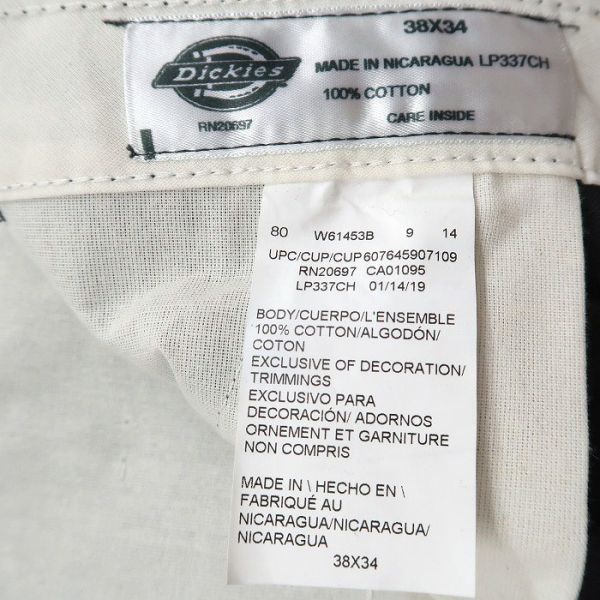 38X34
Dickies
MADE IN NICARAGUA LP337CH
100% COTTON
RN20697
CARE INSIDE
80 W61453B 9 14
UPC/CUP/CUP607645907109
RN20697 CA01095
LP337CH 01/14/19
BODY/CUERPO/L'ENSEMBLE
100% COTTON/ALGODÓN/
COTON
EXCLUSIVE OF DECORATION/
TRIMMINGS
EXCLUSIVO PARA
DECORACIÓN/ ADORNOS
ORNEMENT ET GARNITURE
NON COMPRIS
MADE IN \ HECHO EN \
FABRIQUÉ AU
NICARAGUA/NICARAGUA/
NICARAGUA
38X34